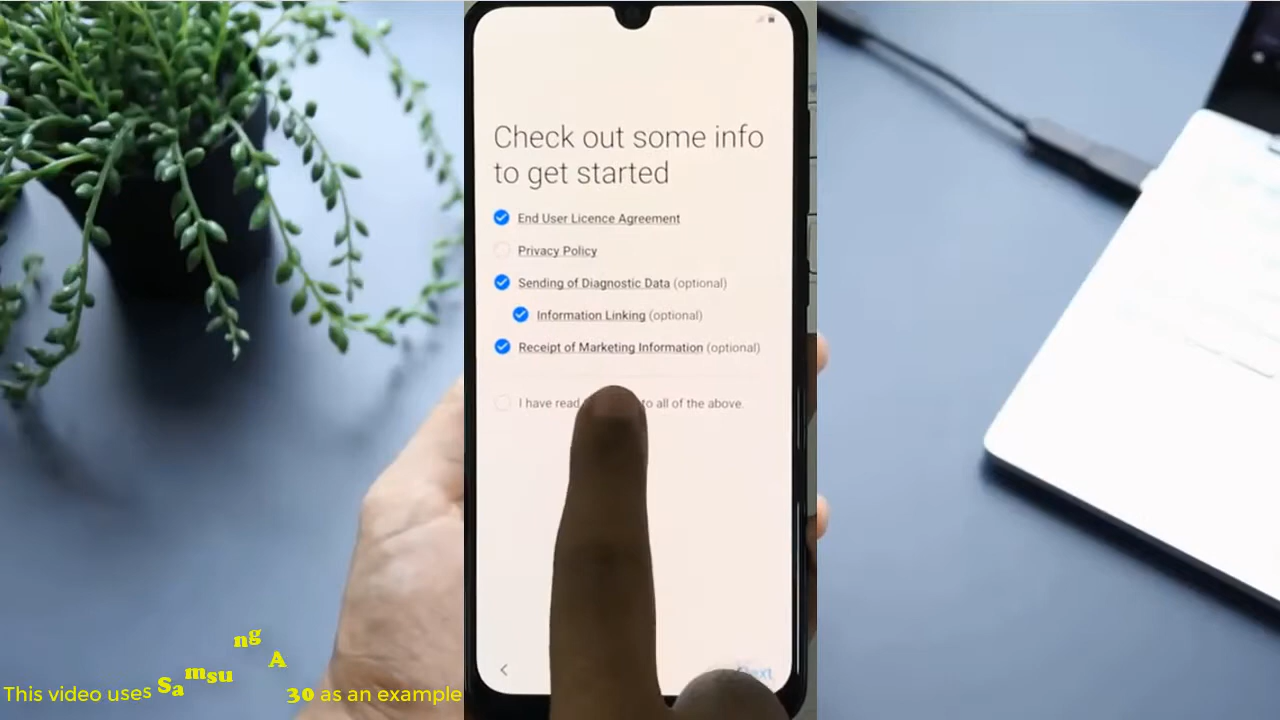 Check out some info
to get started
End User Licence Agreement
Privacy Policy
Sending of Diagnostic Data (optional)
Information Linking (optional)
Receipt of Marketing Information (optional)
I have read to all of the above.
This video uses Samsung A 30 as an example